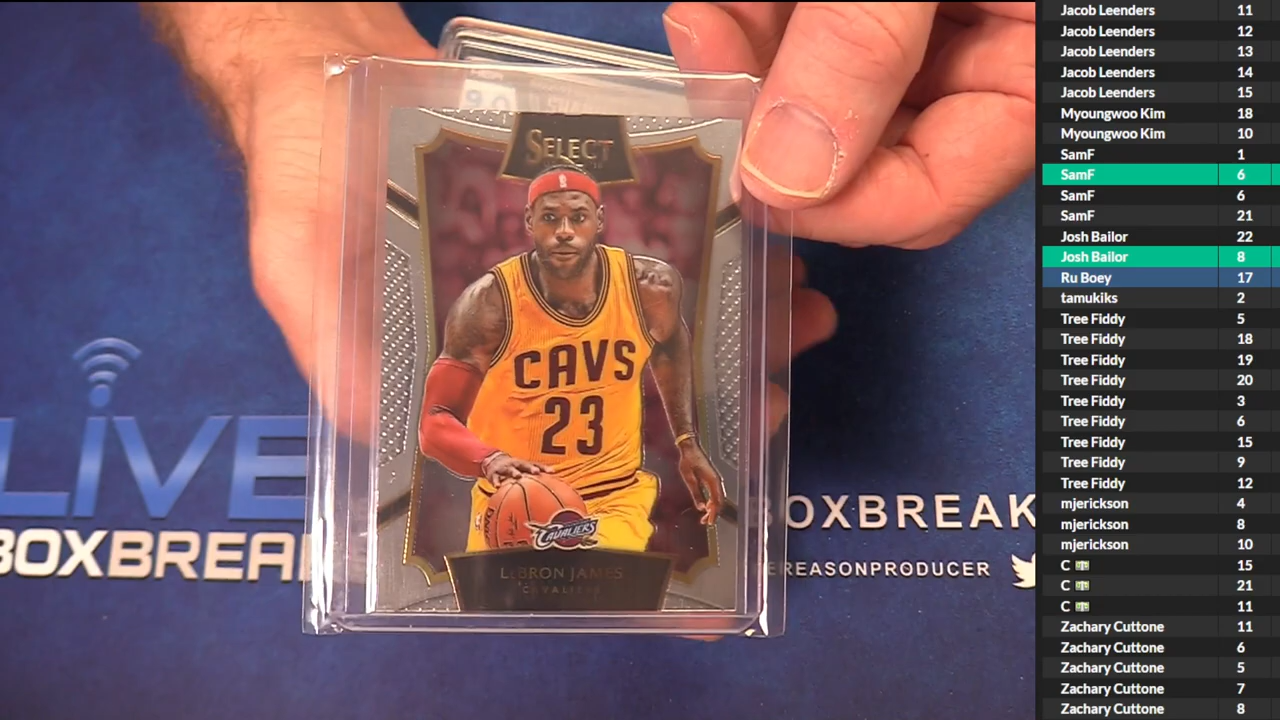 SELECT
CAVS
23
CAVALIERS
LEBRON JAMES
CAVALIERS
LIVE
BOXBREA
OXBREAK
EREASONPRODUCER
Jacob Leenders 11
Jacob Leenders 12
Jacob Leenders 13
Jacob Leenders 14
Jacob Leenders 15
Myoungwoo Kim 18
Myoungwoo Kim 10
SamF 1
SamF 6
SamF 6
SamF 21
Josh Bailor 22
Josh Bailor 8
Ru Boey 17
tamukiks 2
Tree Fiddy 5
Tree Fiddy 18
Tree Fiddy 19
Tree Fiddy 20
Tree Fiddy 3
Tree Fiddy 6
Tree Fiddy 15
Tree Fiddy 9
Tree Fiddy 12
mjerickson 4
mjerickson 8
mjerickson 10
C 15
C 21
C 11
Zachary Cuttone 11
Zachary Cuttone 6
Zachary Cuttone 5
Zachary Cuttone 7
Zachary Cuttone 8